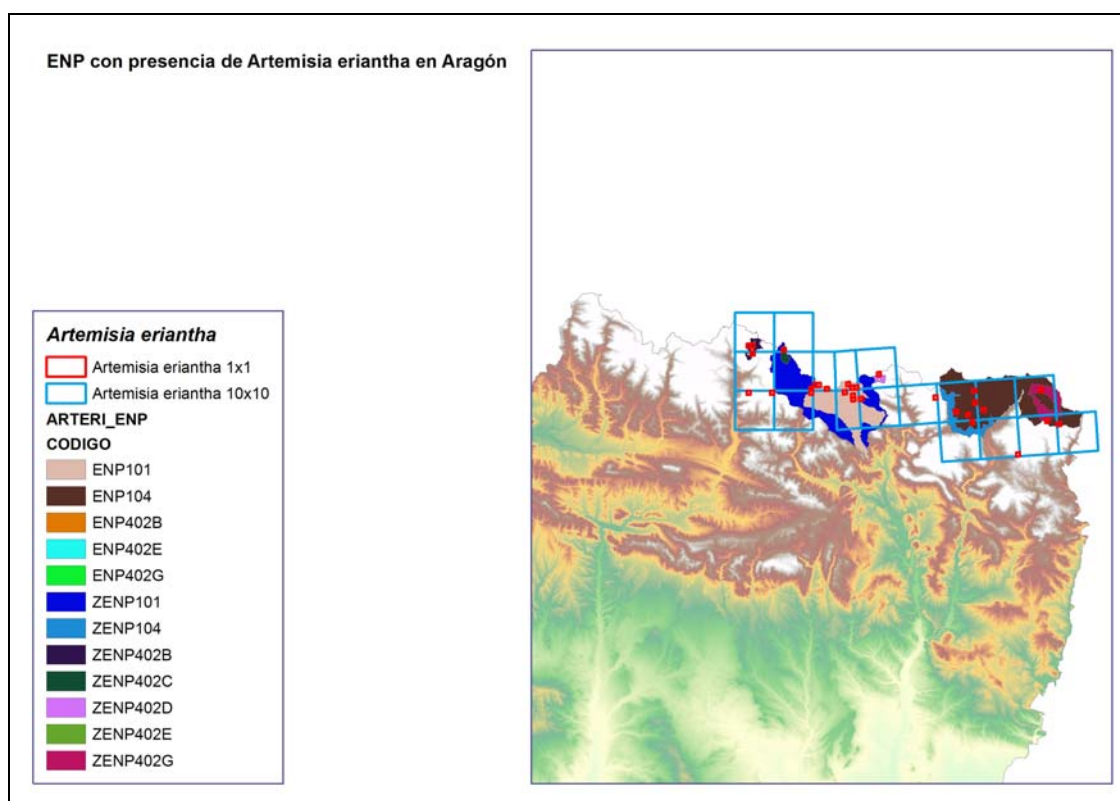 ENP con presencia de Artemisia eriantha en Aragón
Artemisia eriantha
Artemisia eriantha 1x1
Artemisia eriantha 10x10
ARTERI_ENP
CODIGO
ENP101
ENP104
ENP402B
ENP402E
ENP402G
ZENP101
ZENP104
ZENP402B
ZENP402C
ZENP402D
ZENP402E
ZENP402G